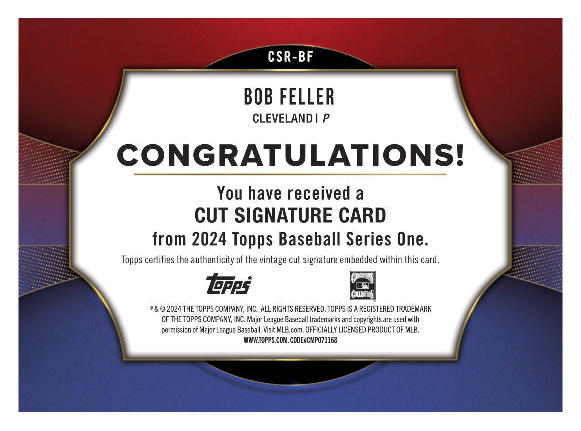 CSR-BF
BOB FELLER
CLEVELAND | P
CONGRATULATIONS!
You have received a
CUT SIGNATURE CARD
from 2024 Topps Baseball Series One.
Topps certifies the authenticity of the vintage cut signature embedded within this card.
topps
® & © 2024 THE TOPPS COMPANY, INC. ALL RIGHTS RESERVED. TOPPS IS A REGISTERED TRADEMARK
OF THE TOPPS COMPANY, INC. Major League Baseball trademarks and copyrights are used with
permission of Major League Baseball. Visit MLB.com. OFFICIALLY LICENSED PRODUCT OF MLB.
WWW.TOPPS.COM. CODE#CMP071168